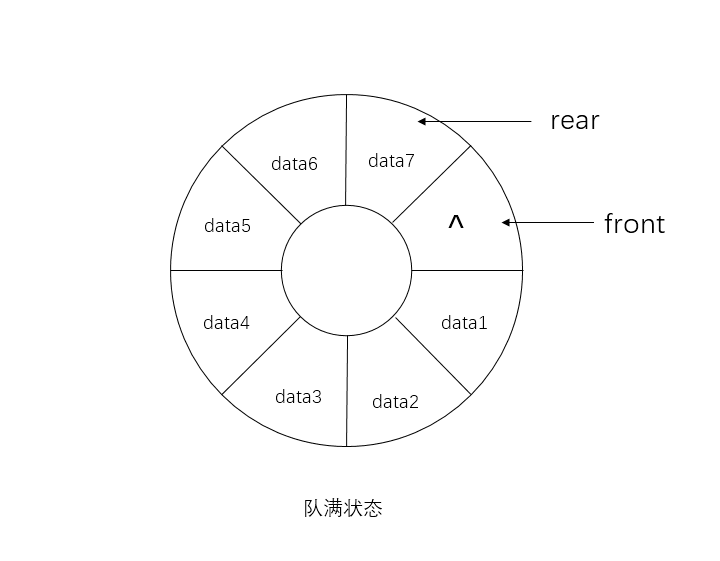 rear
data6
data7
^
front
data5
data4
data1
data3
data2
队满状态